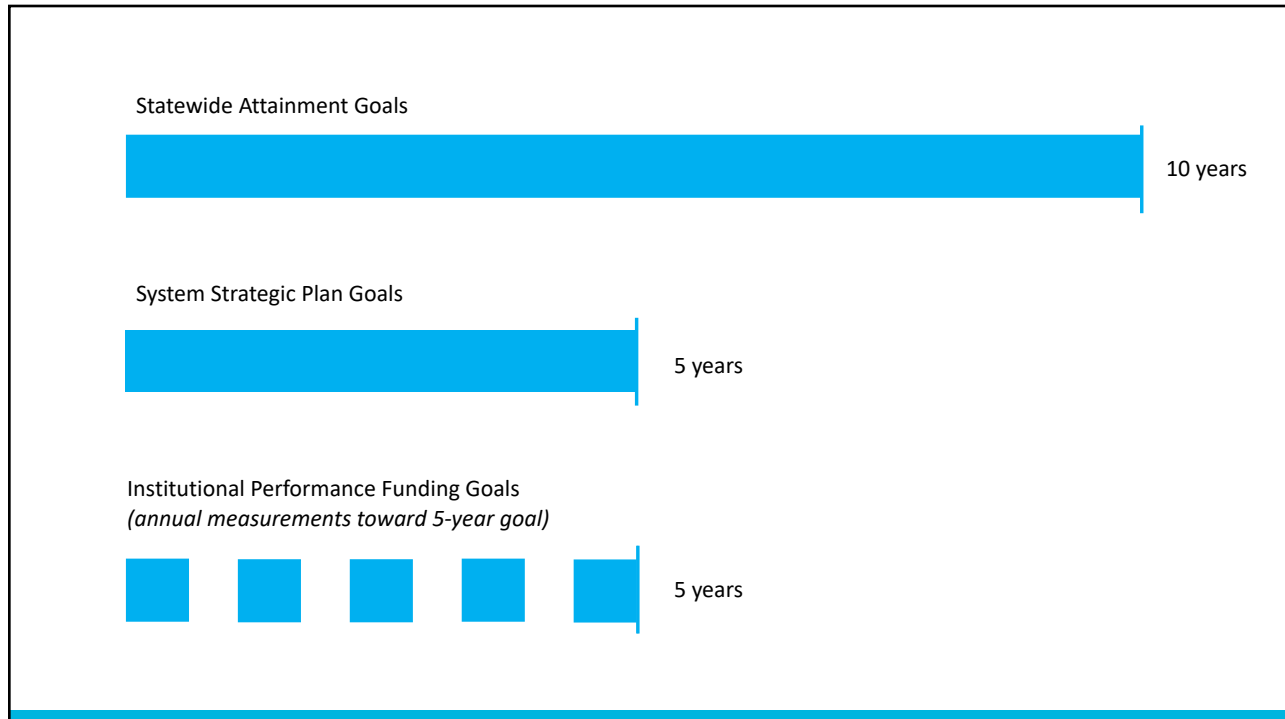 Statewide Attainment Goals
10 years
System Strategic Plan Goals
5 years
Institutional Performance Funding Goals
(annual measurements toward 5-year goal)
5 years